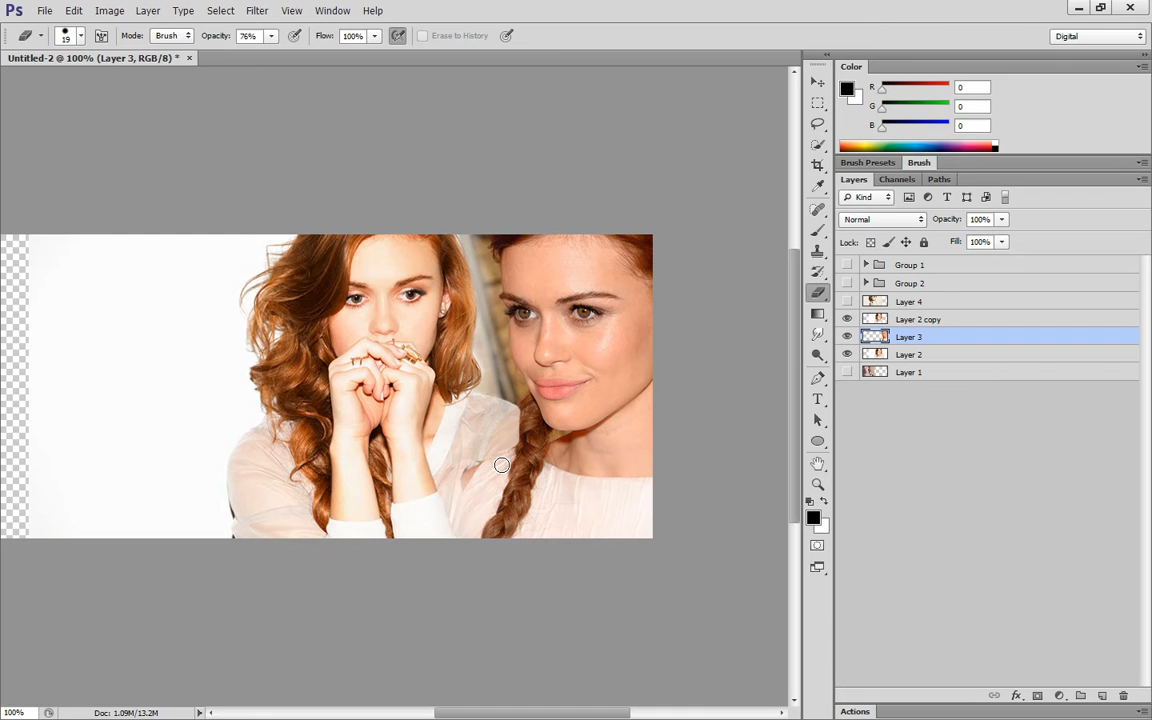 Ps File Edit Image Layer Type Select Filter View Window Help
19 Mode: Brush Opacity: 76% Flow: 100% Erase to History Digital
Untitled-2 @ 100% (Layer 3, RGB/8) * ×
Color
R 0
G 0
B 0
Brush Presets Brush
Layers Channels Paths
Kind
Normal Opacity: 100%
Lock: Fill: 100%
Group 1
Group 2
Layer 4
Layer 2 copy
Layer 3
Layer 2
Layer 1
T
fx
100% Doc: 1.09M/13.2M
Actions